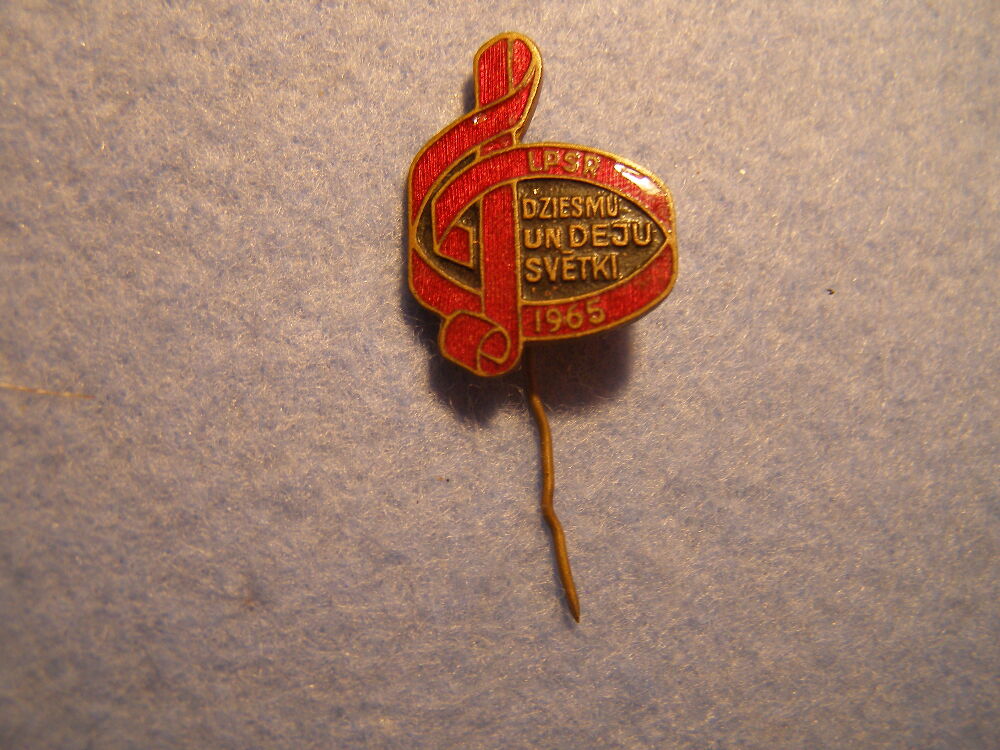 LPSR
DZIESMU
UN DEJU
SVĒTKI
1965